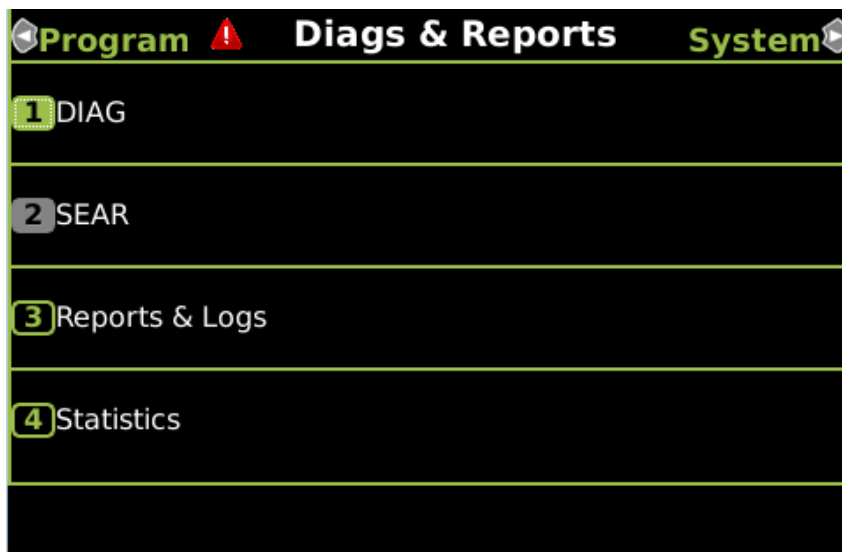 Program Diags & Reports System
1 DIAG
2 SEAR
3 Reports & Logs
4 Statistics